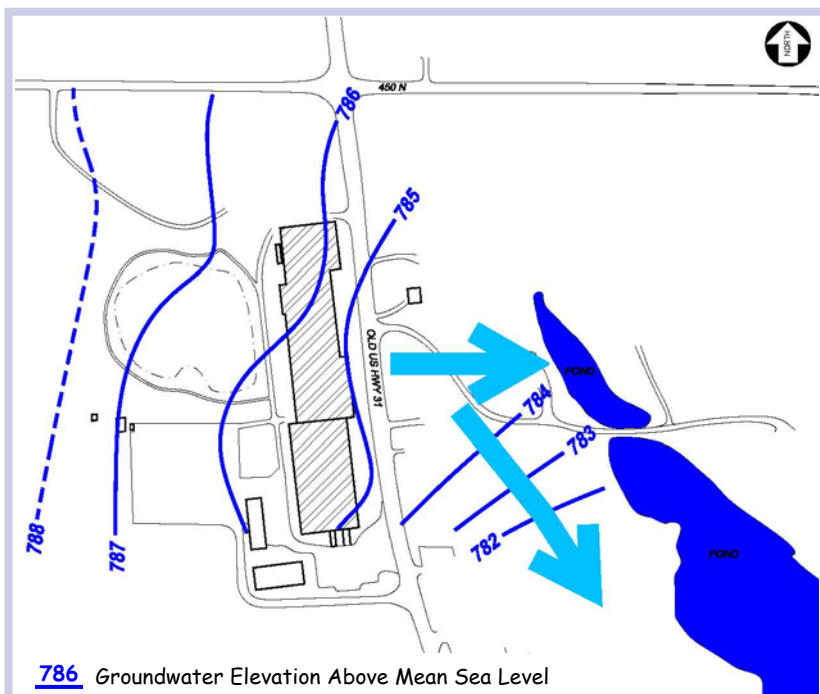 NORTH
450 N
786
785
OLD US HWY 31
POND
784
783
782
POND
788
787
786 Groundwater Elevation Above Mean Sea Level